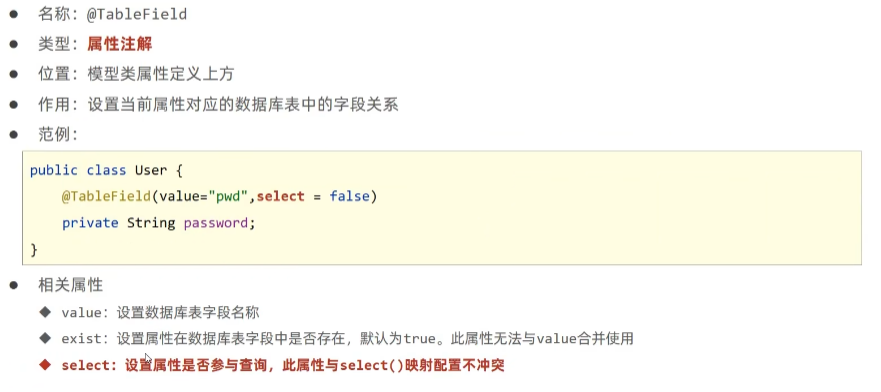 ● 名称：@TableField
● 类型：属性注解
● 位置：模型类属性定义上方
● 作用：设置当前属性对应的数据库表中的字段关系
● 范例：
public class User {
    @TableField(value="pwd",select = false)
    private String password;
}
● 相关属性
◆ value：设置数据库表字段名称
◆ exist：设置属性在数据库表字段中是否存在，默认为true。此属性无法与value合并使用
◆ select：设置属性是否参与查询，此属性与select()映射配置不冲突